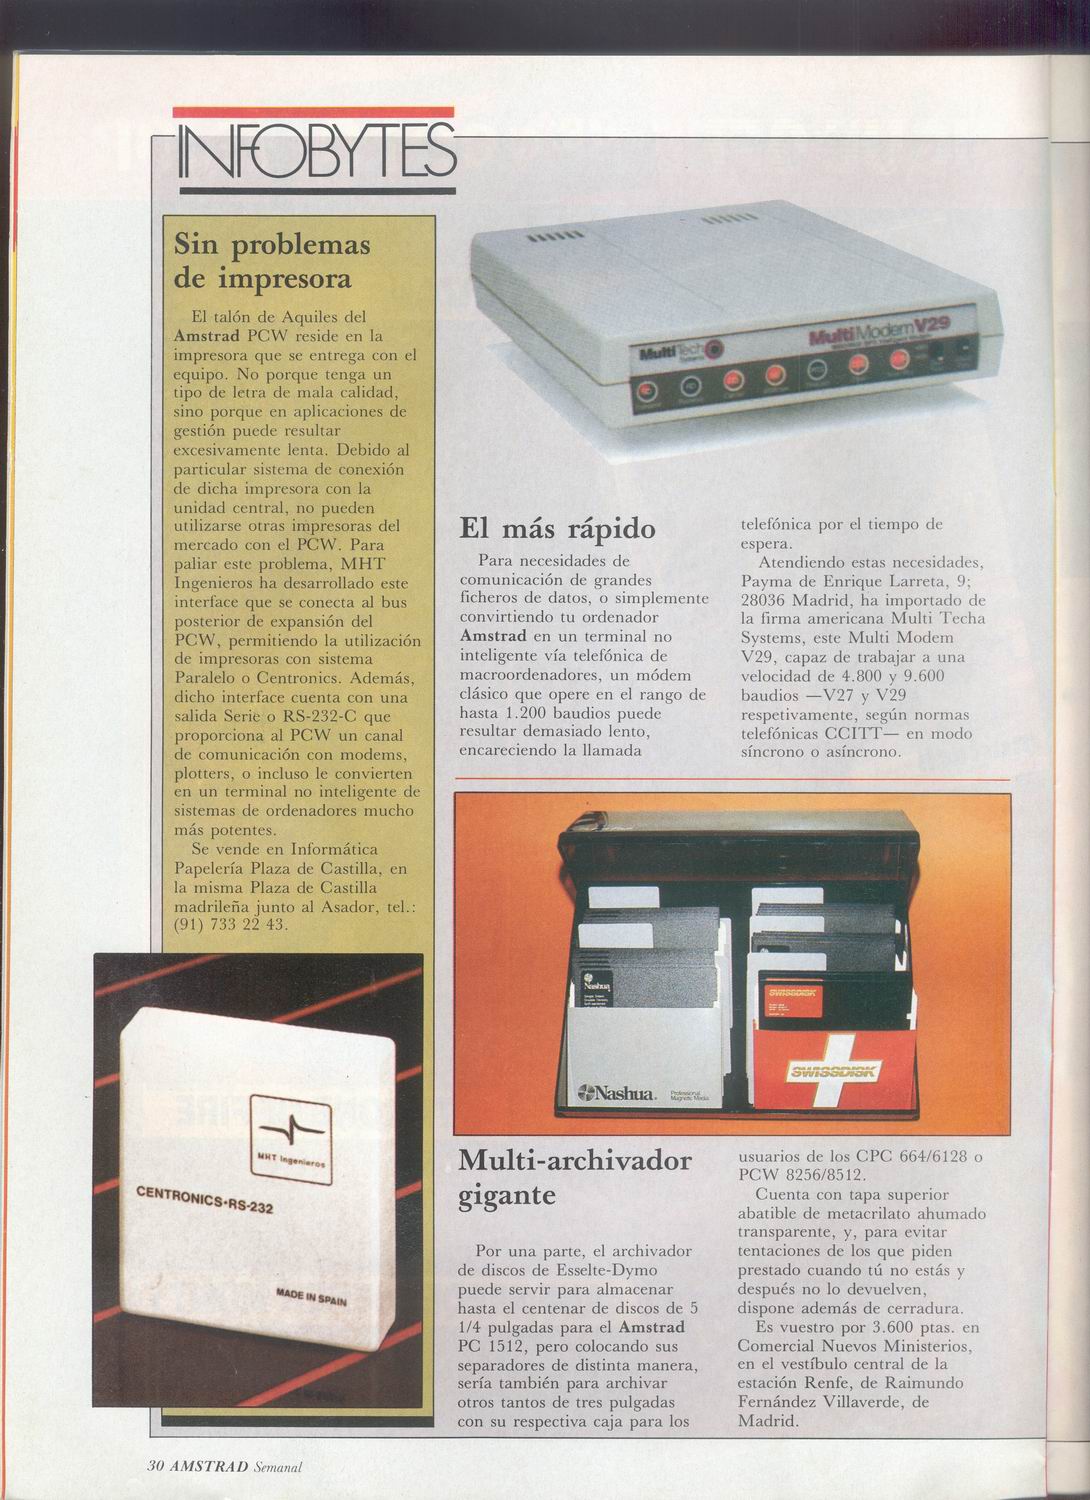 INFOBYTES
Sin problemas
de impresora
El talón de Aquiles del
Amstrad PCW reside en la
impresora que se entrega con el
equipo. No porque tenga un
tipo de letra de mala calidad,
sino porque en aplicaciones de
gestión puede resultar
excesivamente lenta. Debido al
particular sistema de conexión
de dicha impresora con la
unidad central, no pueden
utilizarse otras impresoras del
mercado con el PCW. Para
paliar este problema, MHT
Ingenieros ha desarrollado este
interface que se conecta al bus
posterior de expansión del
PCW, permitiendo la utilización
de impresoras con sistema
Paralelo o Centronics. Además,
dicho interface cuenta con una
salida Serie o RS-232-C que
proporciona al PCW un canal
de comunicación con modems,
plotters, o incluso le convierten
en un terminal no inteligente de
sistemas de ordenadores mucho
más potentes.
Se vende en Informática
Papelería Plaza de Castilla, en
la misma Plaza de Castilla
madrileña junto al Asador, tel.:
(91) 733 22 43.
MHT Ingenieros
CENTRONICS•RS-232
MADE IN SPAIN
MultiTech
Systems
MultiModem V29
El más rápido
Para necesidades de
comunicación de grandes
ficheros de datos, o simplemente
convirtiendo tu ordenador
Amstrad en un terminal no
inteligente vía telefónica de
macroordenadores, un módem
clásico que opere en el rango de
hasta 1.200 baudios puede
resultar demasiado lento,
encareciendo la llamada
telefónica por el tiempo de
espera.
Atendiendo estas necesidades,
Payma de Enrique Larreta, 9;
28036 Madrid, ha importado de
la firma americana Multi Techa
Systems, este Multi Modem
V29, capaz de trabajar a una
velocidad de 4.800 y 9.600
baudios —V27 y V29
respetivamente, según normas
telefónicas CCITT— en modo
síncrono o asíncrono.
Nashua
SWISSDISK
Nashua.
Professional
Magnetic Media
SWISSDISK
Multi-archivador
gigante
Por una parte, el archivador
de discos de Esselte-Dymo
puede servir para almacenar
hasta el centenar de discos de 5
1/4 pulgadas para el Amstrad
PC 1512, pero colocando sus
separadores de distinta manera,
sería también para archivar
otros tantos de tres pulgadas
con su respectiva caja para los
usuarios de los CPC 664/6128 o
PCW 8256/8512.
Cuenta con tapa superior
abatible de metacrilato ahumado
transparente, y, para evitar
tentaciones de los que piden
prestado cuando tú no estás y
después no lo devuelven,
dispone además de cerradura.
Es vuestro por 3.600 ptas. en
Comercial Nuevos Ministerios,
en el vestíbulo central de la
estación Renfe, de Raimundo
Fernández Villaverde, de
Madrid.
30 AMSTRAD Semanal